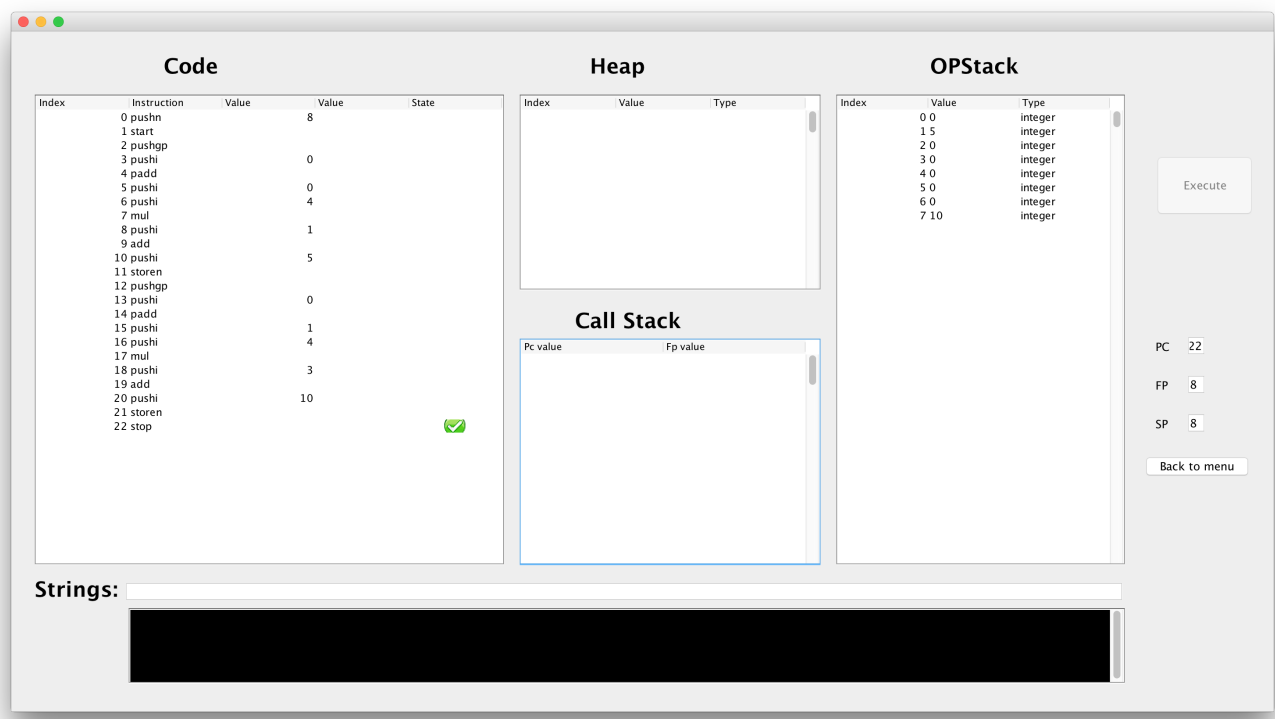 Code
Index Instruction Value Value State
0 pushn 8
1 start
2 pushgp
3 pushi 0
4 padd
5 pushi 0
6 pushi 4
7 mul
8 pushi 1
9 add
10 pushi 5
11 storen
12 pushgp
13 pushi 0
14 padd
15 pushi 1
16 pushi 4
17 mul
18 pushi 3
19 add
20 pushi 10
21 storen
22 stop
Heap
Index Value Type
Call Stack
Pc value Fp value
OPStack
Index Value Type
0 0 integer
1 5 integer
2 0 integer
3 0 integer
4 0 integer
5 0 integer
6 0 integer
7 10 integer
Execute
PC 22
FP 8
SP 8
Back to menu
Strings: